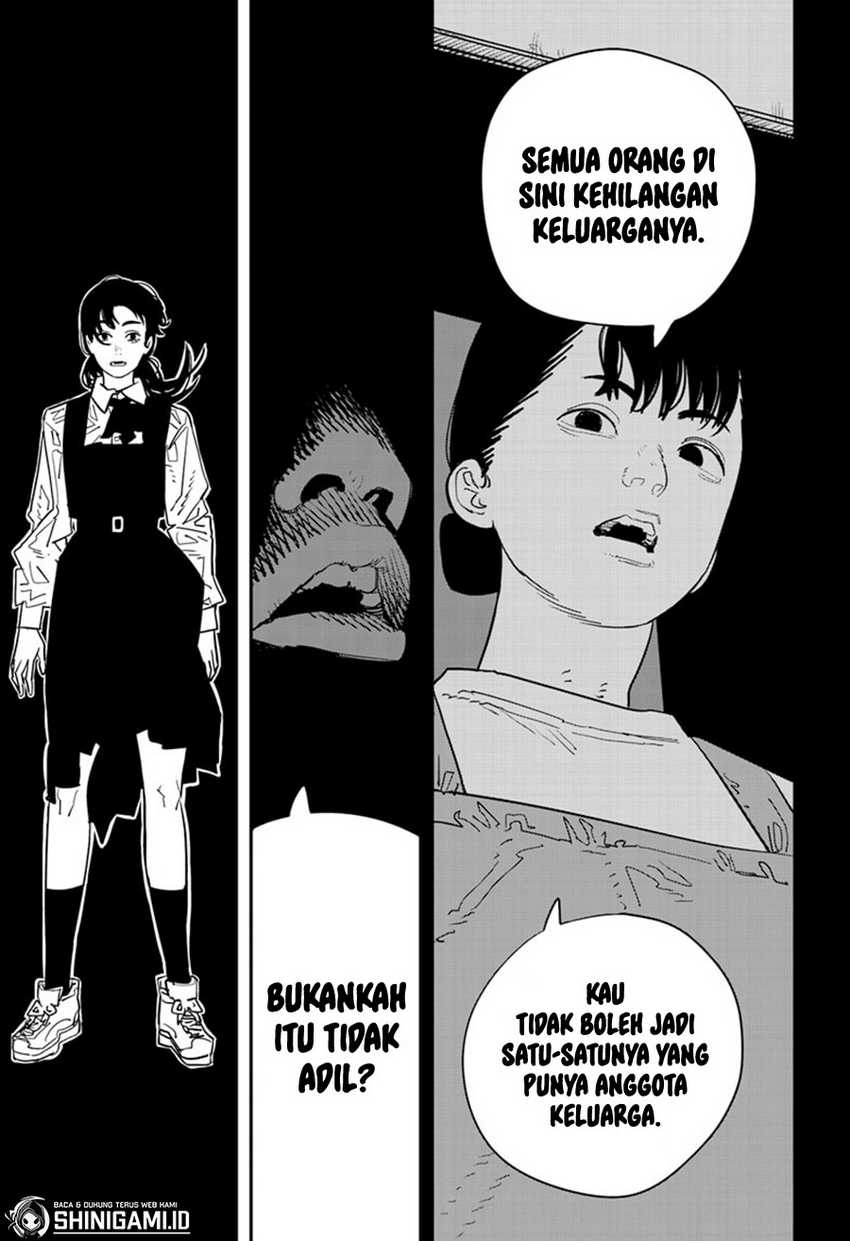 SEMUA ORANG DI
SINI KEHILANGAN
KELUARGANYA.
KAU
TIDAK BOLEH JADI
SATU-SATUNYA YANG
PUNYA ANGGOTA
KELUARGA.
BUKANKAH
ITU TIDAK
ADIL?
BACA & DUKUNG TERUS WEB KAMI
SHINIGAMI.ID